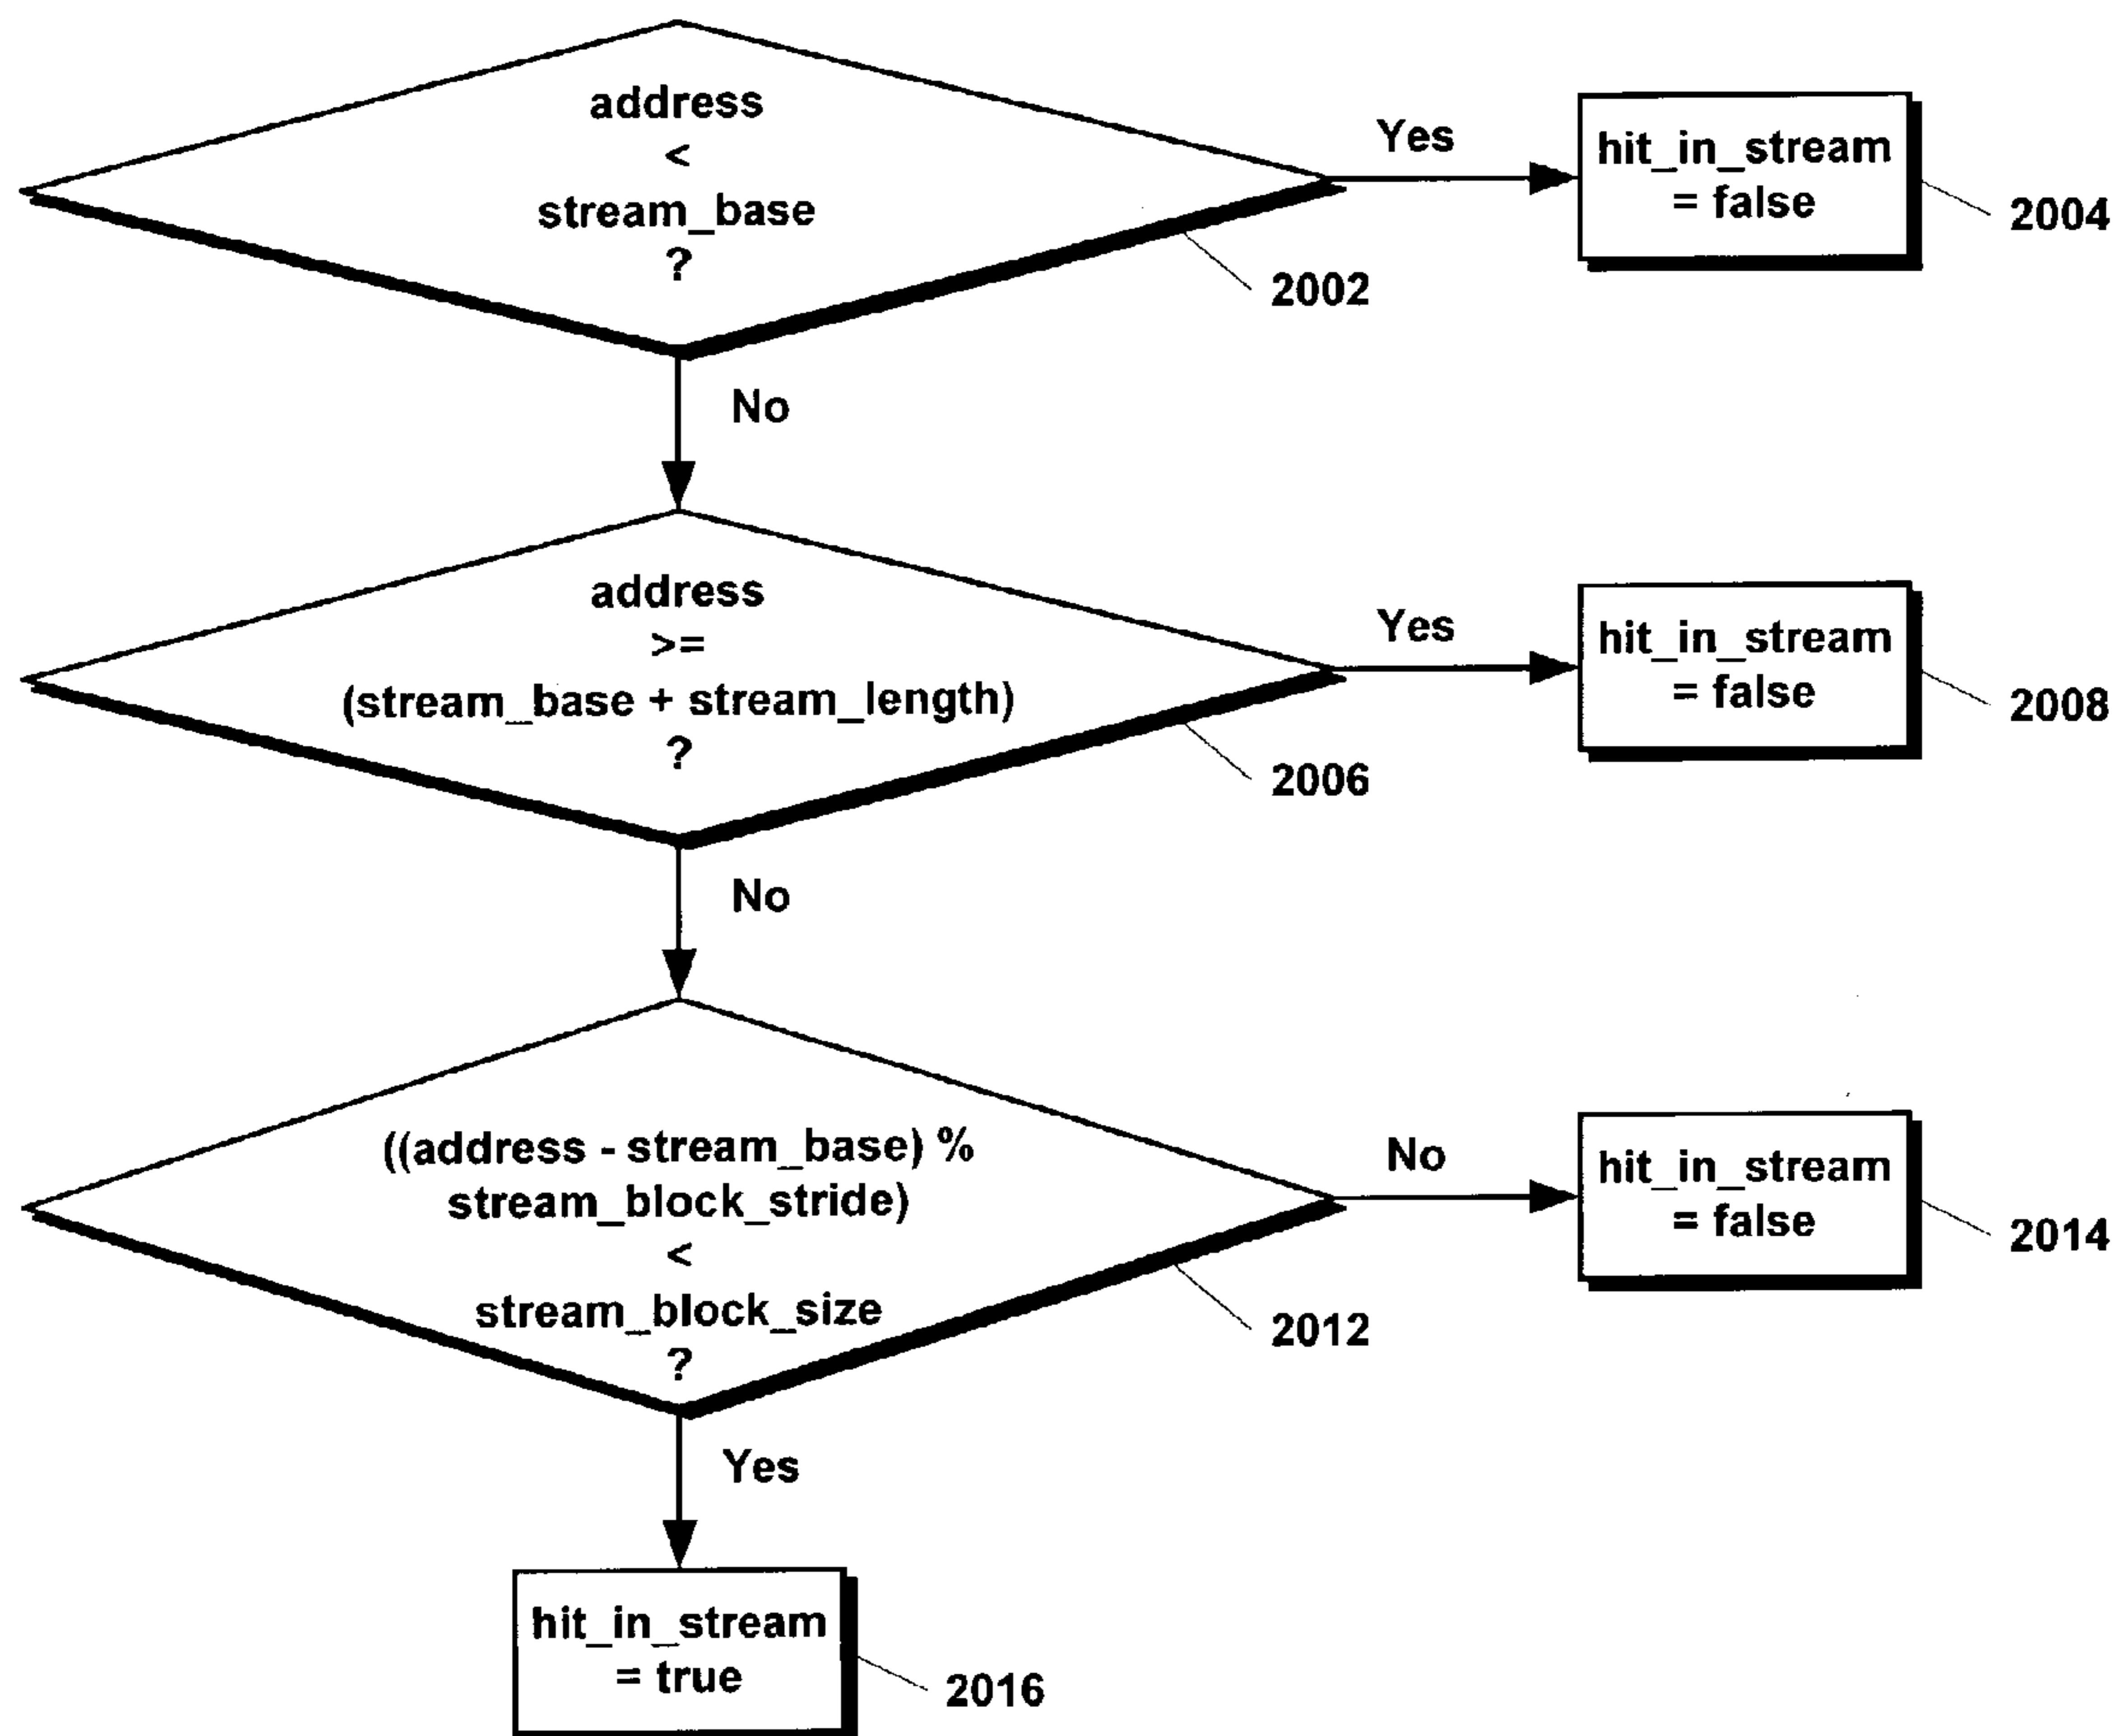 address
<
stream_base
?
Yes
hit_in_stream
= false
2004
2002
No
address
>=
(stream_base + stream_length)
?
Yes
hit_in_stream
= false
2008
2006
No
((address - stream_base) %
stream_block_stride)
<
stream_block_size
?
No
hit_in_stream
= false
2014
2012
Yes
hit_in_stream
= true
2016